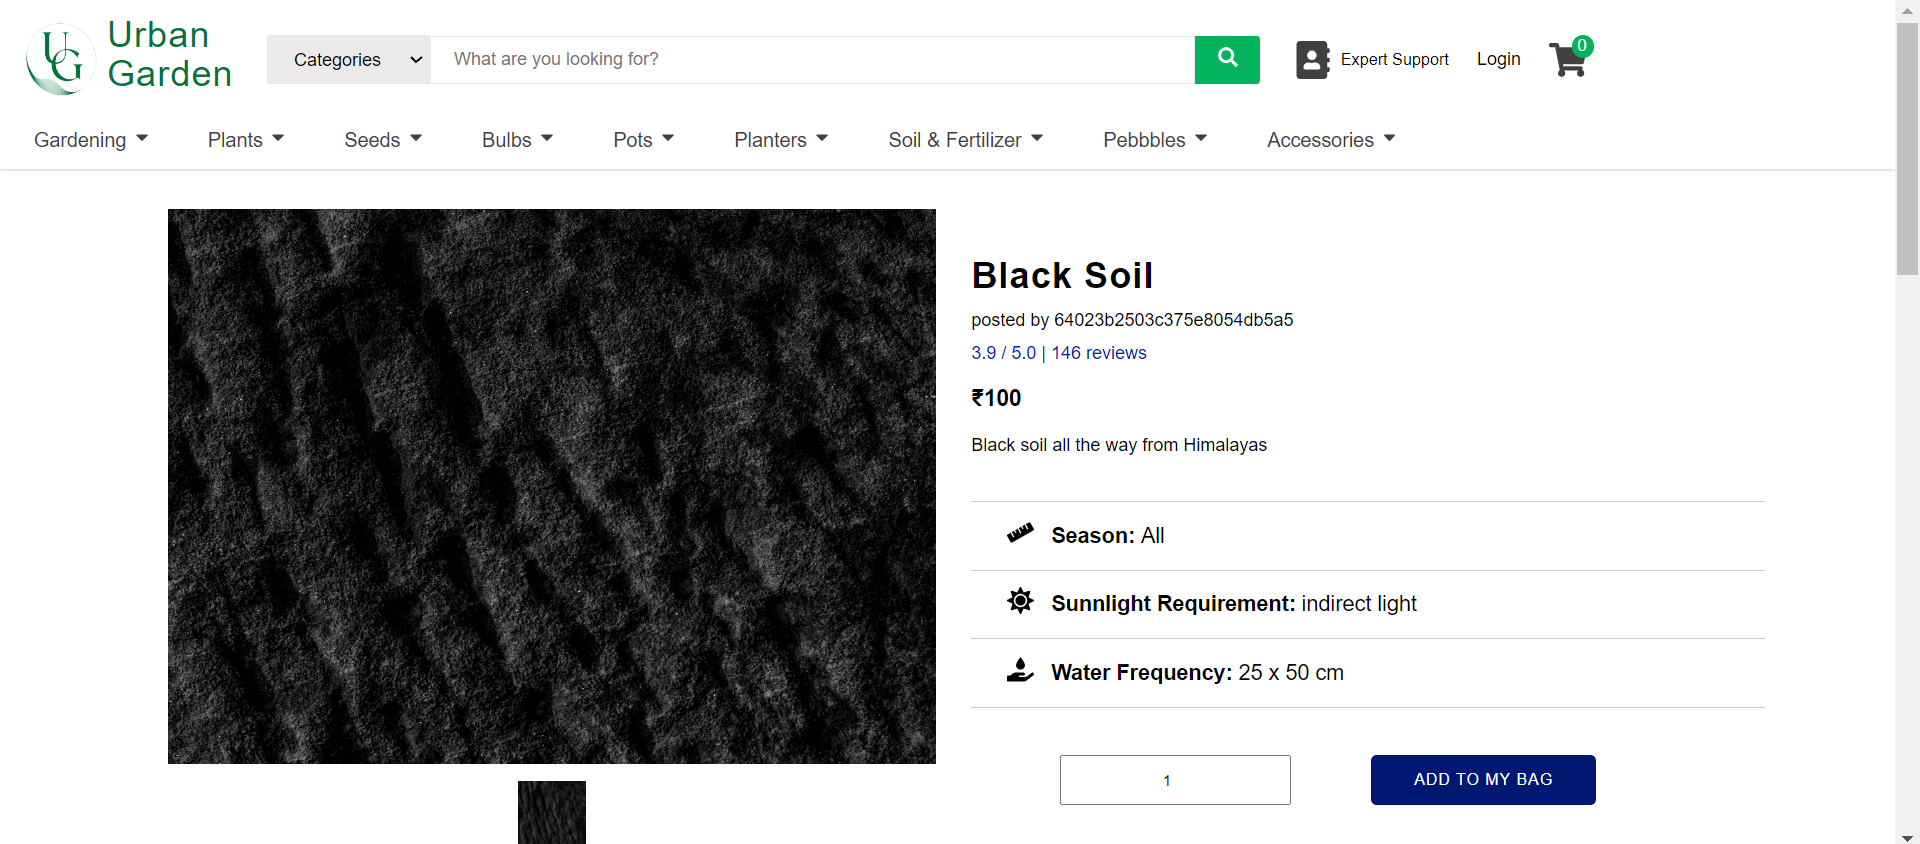 Urban
Garden
UG
Categories
What are you looking for?
Expert Support
Login
0
Gardening
Plants
Seeds
Bulbs
Pots
Planters
Soil & Fertilizer
Pebbbles
Accessories
Black Soil
posted by 64023b2503c375e8054db5a5
3.9 / 5.0 | 146 reviews
₹100
Black soil all the way from Himalayas
Season: All
Sunnlight Requirement: indirect light
Water Frequency: 25 x 50 cm
1
ADD TO MY BAG